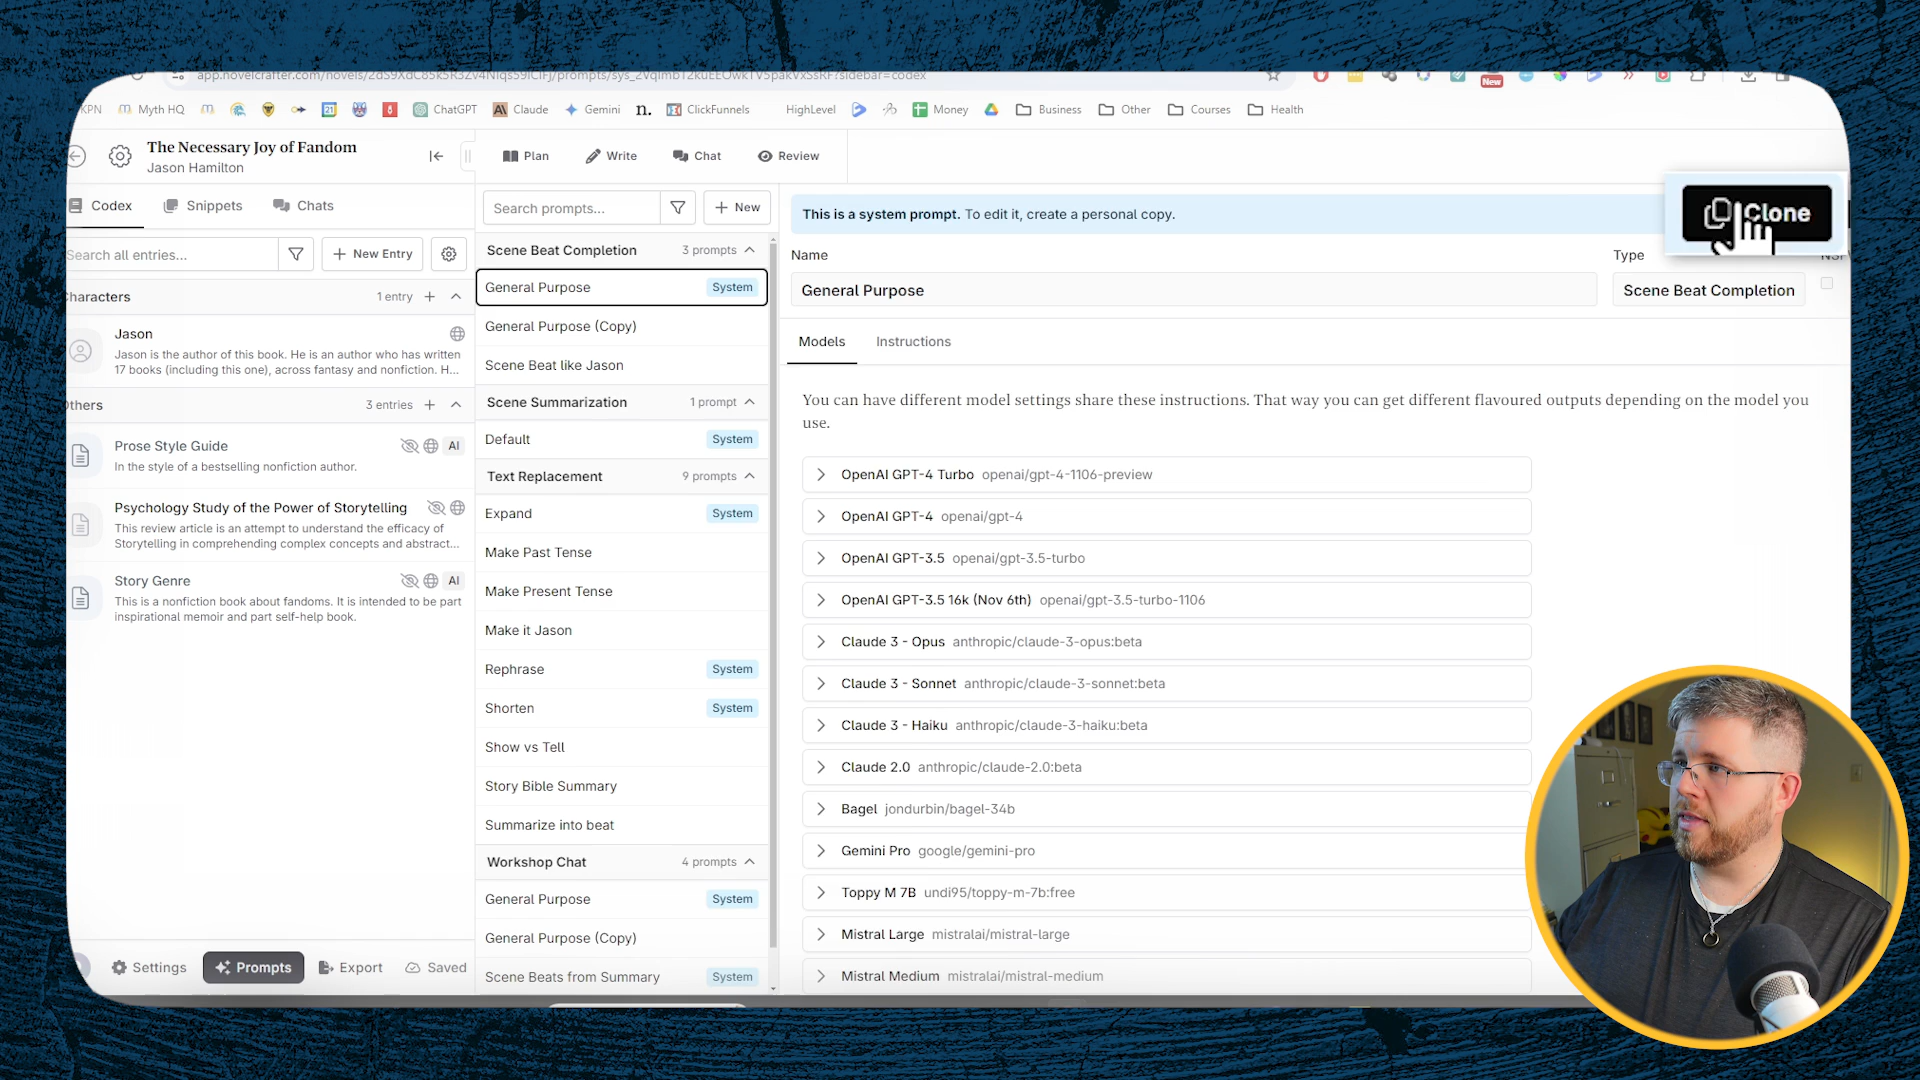 app.novelcrafter.com/novels/
KPN Myth HQ 21 ChatGPT Claude Gemini n. ClickFunnels HighLevel Money Business Other Courses Health
New
The Necessary Joy of Fandom
Jason Hamilton
Plan Write Chat Review
Codex Snippets Chats
Search prompts... New
This is a system prompt. To edit it, create a personal copy.
Clone
Search all entries... New Entry
Scene Beat Completion 3 prompts
Name
Type
General Purpose System
General Purpose
Scene Beat Completion
Characters 1 entry
General Purpose (Copy)
Jason
Jason is the author of this book. He is an author who has written
17 books (including this one), across fantasy and nonfiction. H...
Models Instructions
Scene Beat like Jason
Others 3 entries
Scene Summarization 1 prompt
You can have different model settings share these instructions. That way you can get different flavoured outputs depending on the model you
use.
Prose Style Guide AI
In the style of a bestselling nonfiction author.
Default System
Text Replacement 9 prompts
OpenAI GPT-4 Turbo openai/gpt-4-1106-preview
Psychology Study of the Power of Storytelling
This review article is an attempt to understand the efficacy of
Storytelling in comprehending complex concepts and abstract...
Expand System
OpenAI GPT-4 openai/gpt-4
Make Past Tense
OpenAI GPT-3.5 openai/gpt-3.5-turbo
Story Genre AI
This is a nonfiction book about fandoms. It is intended to be part
inspirational memoir and part self-help book.
Make Present Tense
OpenAI GPT-3.5 16k (Nov 6th) openai/gpt-3.5-turbo-1106
Make it Jason
Claude 3 - Opus anthropic/claude-3-opus:beta
Rephrase System
Claude 3 - Sonnet anthropic/claude-3-sonnet:beta
Shorten System
Claude 3 - Haiku anthropic/claude-3-haiku:beta
Show vs Tell
Claude 2.0 anthropic/claude-2.0:beta
Story Bible Summary
Bagel jondurbin/bagel-34b
Summarize into beat
Gemini Pro google/gemini-pro
Workshop Chat 4 prompts
General Purpose System
Toppy M 7B undi95/toppy-m-7b:free
General Purpose (Copy)
Mistral Large mistralai/mistral-large
Scene Beats from Summary System
Mistral Medium mistralai/mistral-medium
Settings Prompts Export Saved